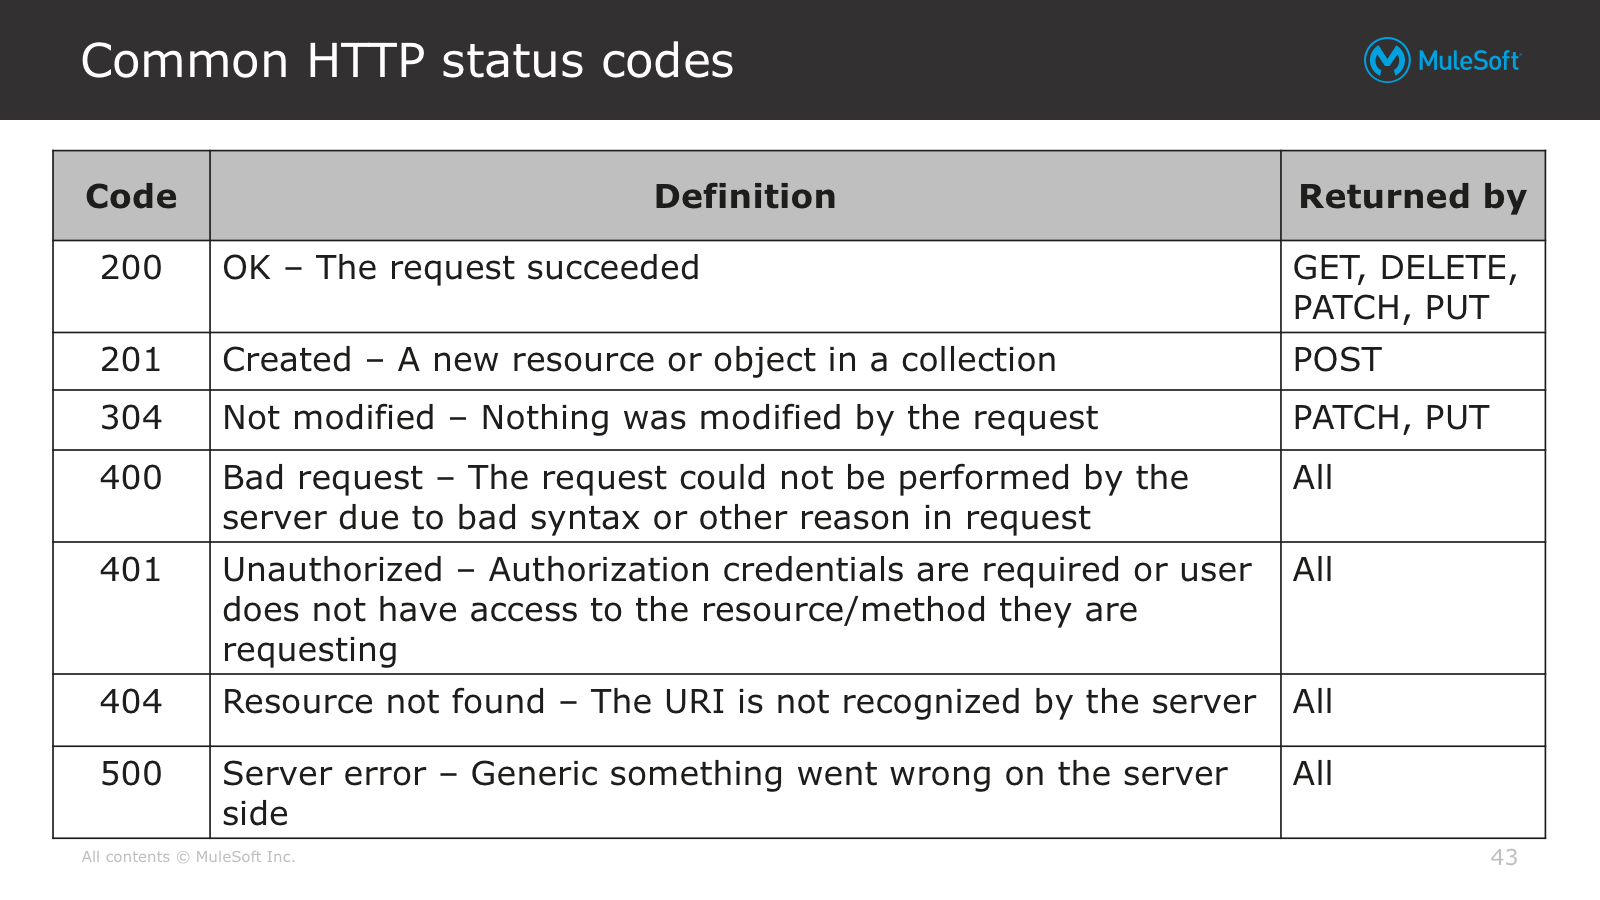 Common HTTP status codes
MuleSoft
Code Definition Returned by
200 OK – The request succeeded GET, DELETE,
PATCH, PUT
201 Created – A new resource or object in a collection POST
304 Not modified – Nothing was modified by the request PATCH, PUT
400 Bad request – The request could not be performed by the All
server due to bad syntax or other reason in request
401 Unauthorized – Authorization credentials are required or user All
does not have access to the resource/method they are
requesting
404 Resource not found – The URI is not recognized by the server All
500 Server error – Generic something went wrong on the server All
side
All contents © MuleSoft Inc.
43